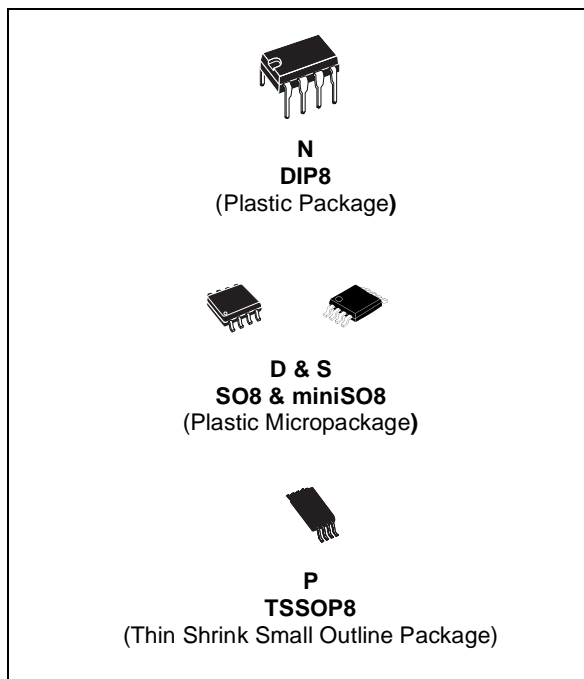 N
DIP8
(Plastic Package)
D & S
SO8 & miniSO8
(Plastic Micropackage)
P
TSSOP8
(Thin Shrink Small Outline Package)